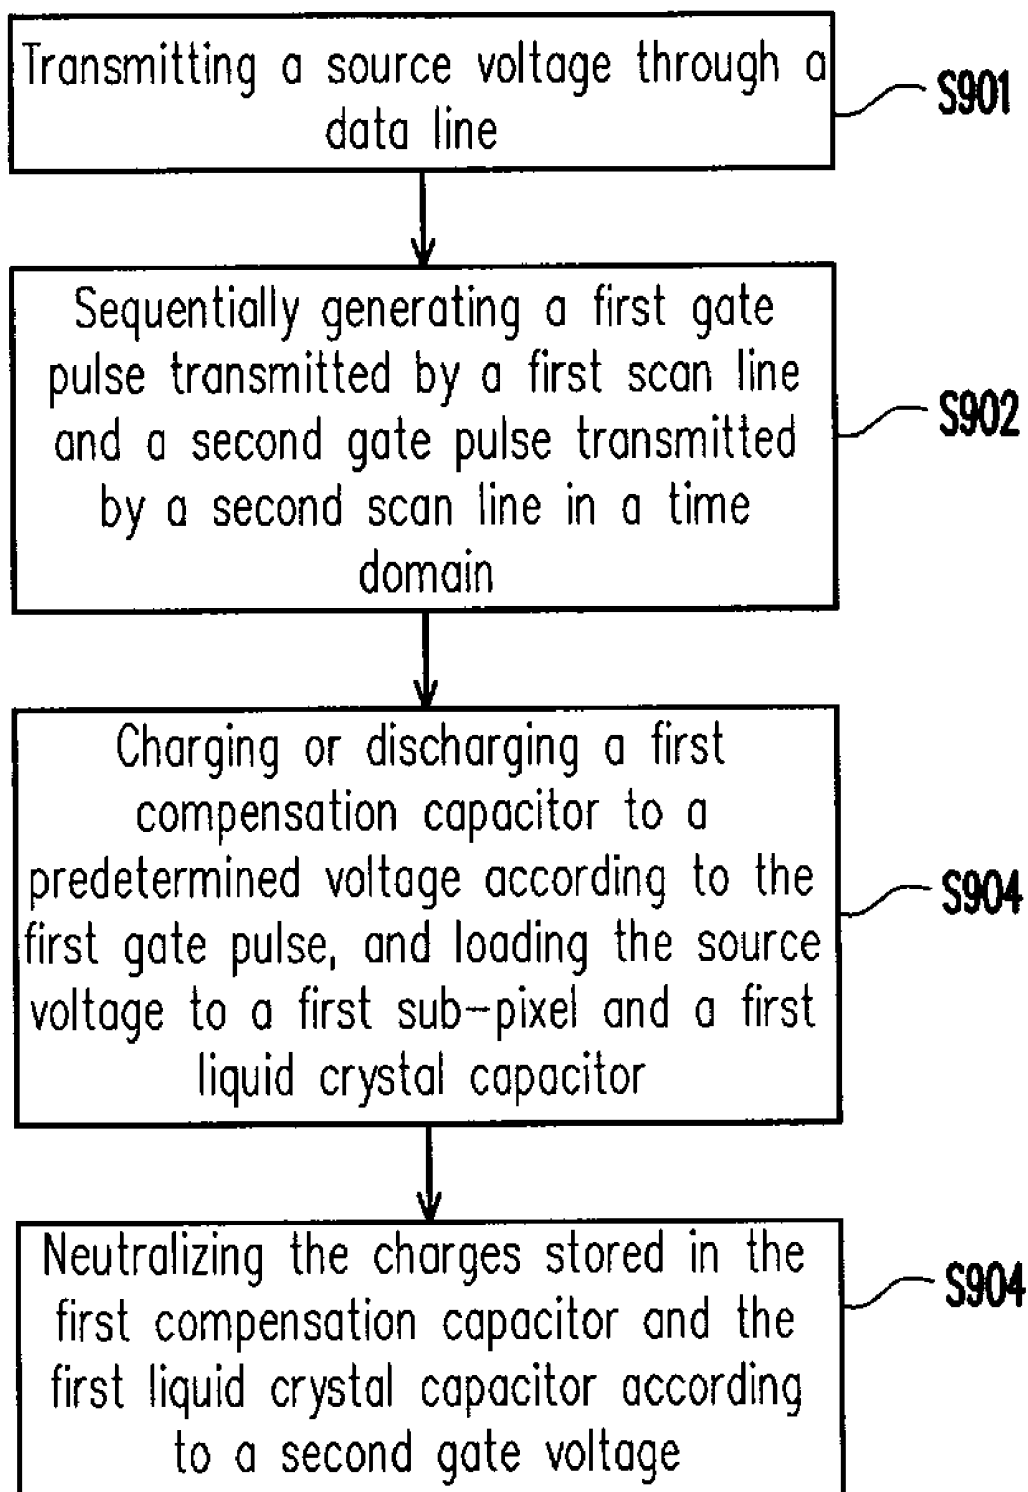 Transmitting a source voltage through a
data line
S901
Sequentially generating a first gate
pulse transmitted by a first scan line
and a second gate pulse transmitted
by a second scan line in a time
domain
S902
Charging or discharging a first
compensation capacitor to a
predetermined voltage according to the
first gate pulse, and loading the source
voltage to a first sub-pixel and a first
liquid crystal capacitor
S904
Neutralizing the charges stored in the
first compensation capacitor and the
first liquid crystal capacitor according
to a second gate voltage
S904